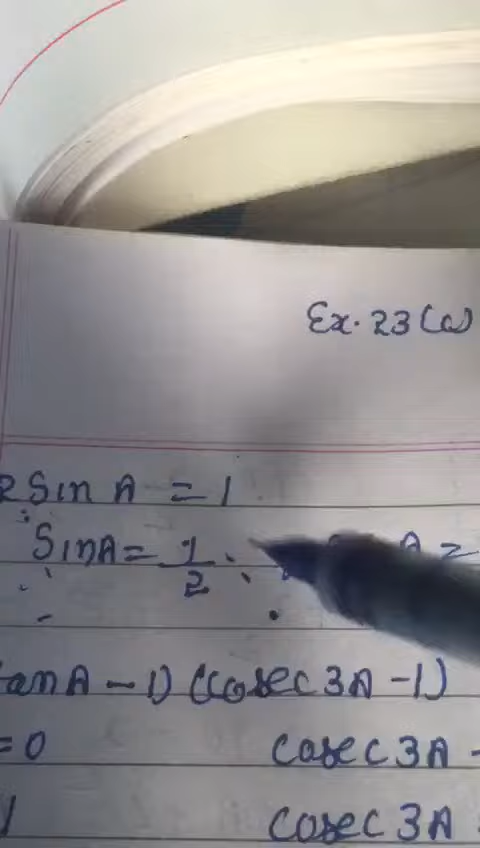 Ex. 23 (c)
2 Sin A = 1
Sin A = 1/2 A =
tan A - 1) (cosec 3A - 1)
= 0 cosec 3A -
1 cosec 3A =